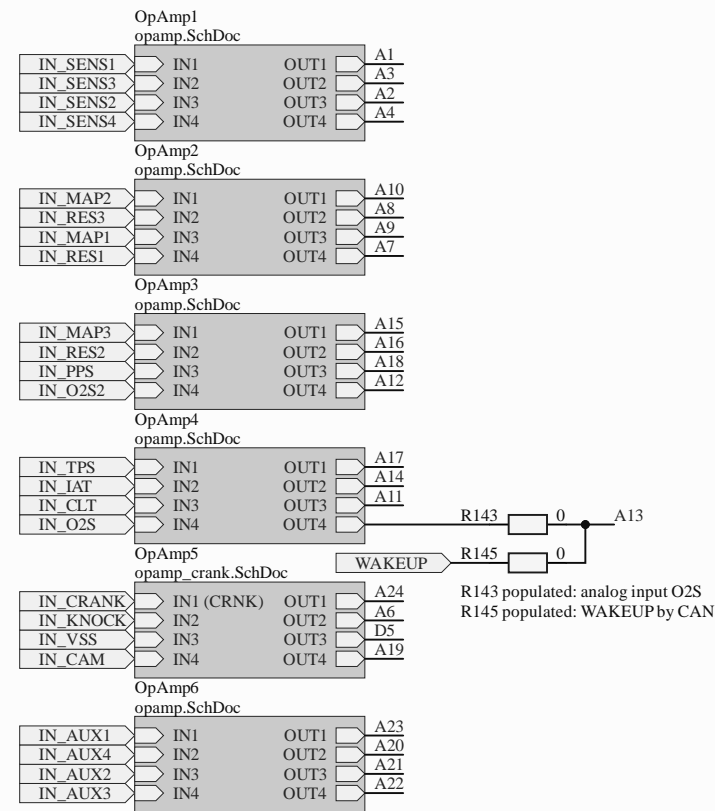 OpAmp1
opamp.SchDoc
IN_SENS1 IN1 OUT1 A1
IN_SENS3 IN2 OUT2 A3
IN_SENS2 IN3 OUT3 A2
IN_SENS4 IN4 OUT4 A4
OpAmp2
opamp.SchDoc
IN_MAP2 IN1 OUT1 A10
IN_RES3 IN2 OUT2 A8
IN_MAP1 IN3 OUT3 A9
IN_RES1 IN4 OUT4 A7
OpAmp3
opamp.SchDoc
IN_MAP3 IN1 OUT1 A15
IN_RES2 IN2 OUT2 A16
IN_PPS IN3 OUT3 A18
IN_O2S2 IN4 OUT4 A12
OpAmp4
opamp.SchDoc
IN_TPS IN1 OUT1 A17
IN_IAT IN2 OUT2 A14
IN_CLT IN3 OUT3 A11
IN_O2S IN4 OUT4 R143 0 A13
OpAmp5
opamp_crank.SchDoc
WAKEUP R145 0
IN_CRANK IN1 (CRNK) OUT1 A24
IN_KNOCK IN2 OUT2 A6
IN_VSS IN3 OUT3 D5
IN_CAM IN4 OUT4 A19
R143 populated: analog input O2S
R145 populated: WAKEUP by CAN
OpAmp6
opamp.SchDoc
IN_AUX1 IN1 OUT1 A23
IN_AUX4 IN2 OUT2 A20
IN_AUX2 IN3 OUT3 A21
IN_AUX3 IN4 OUT4 A22